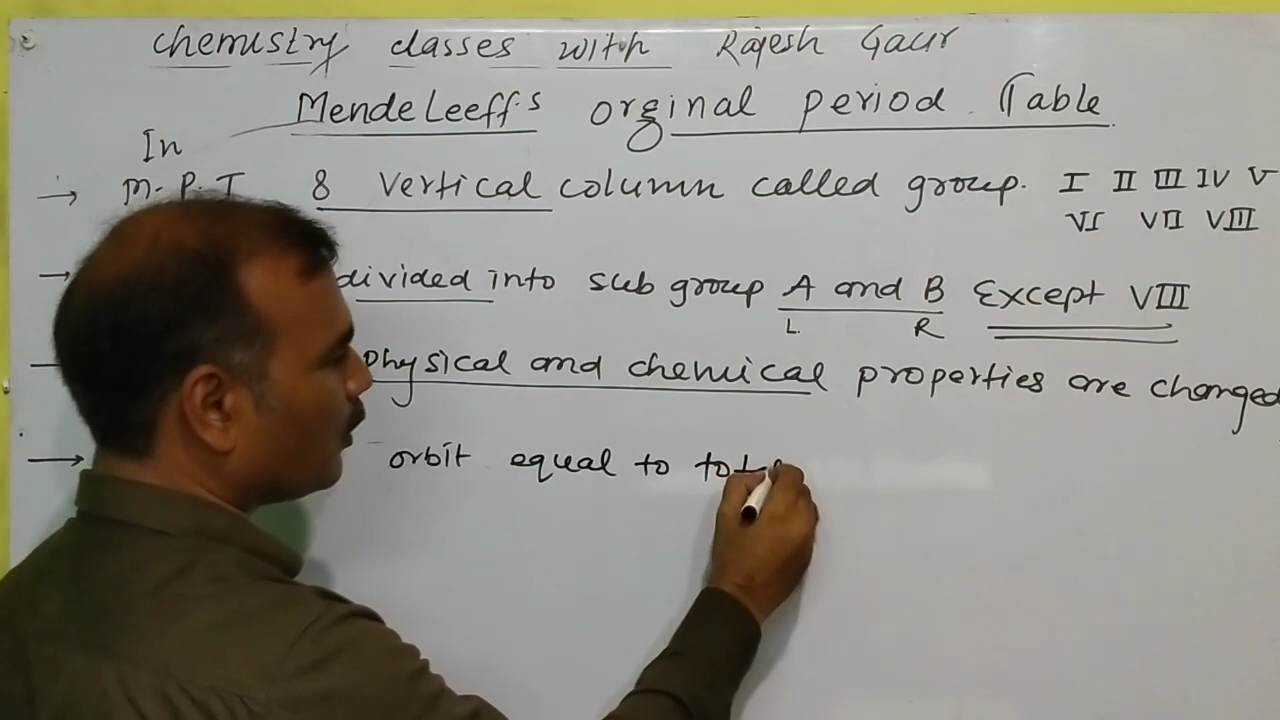 chemistry classes with Rajesh Gaur
MendeLeeff's orginal period Table
In
→ M. P. T 8 vertical column called group. I II III IV V
VI VII VIII
→ divided into sub group A and B Except VIII
L. R
physical and chemical properties are changed
→ orbit equal to tota